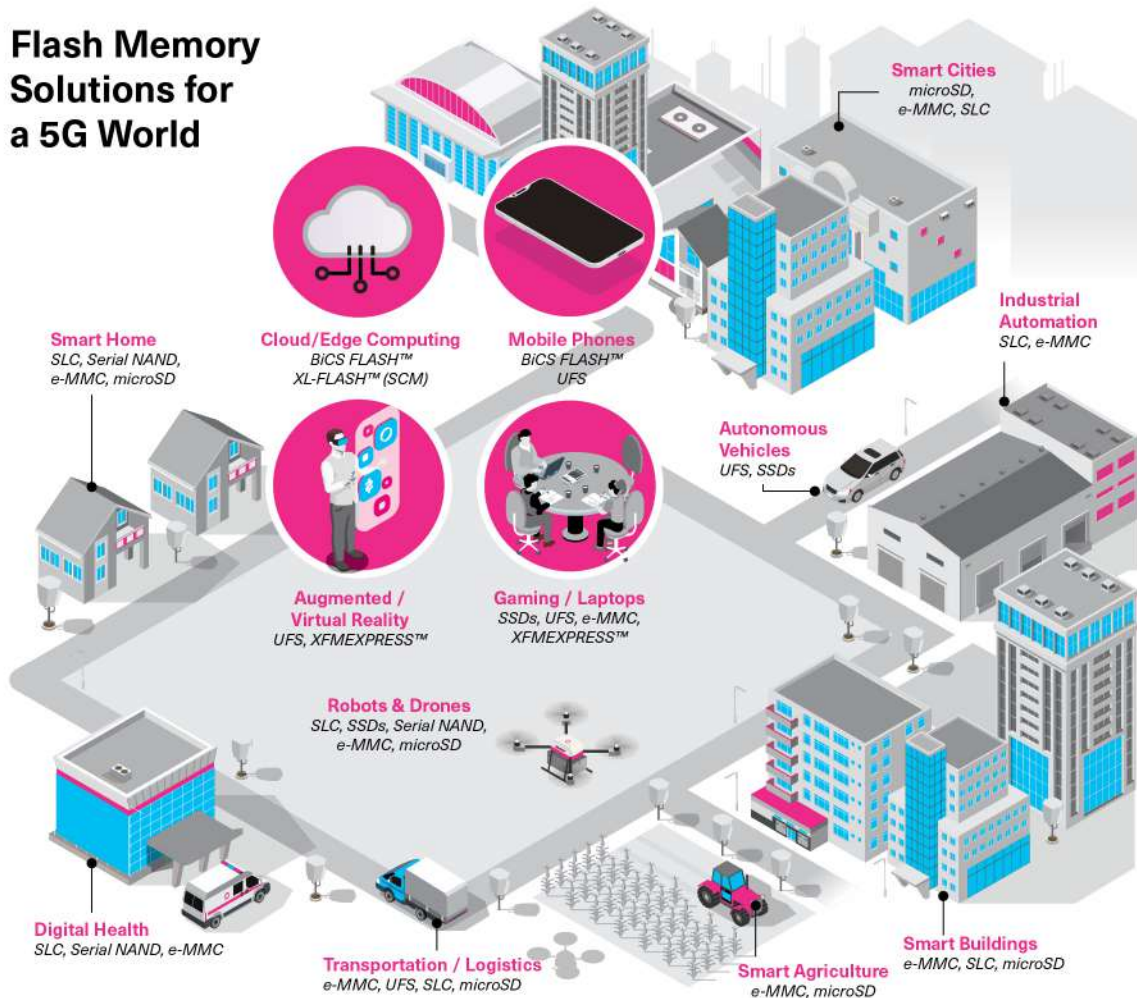 Flash Memory
Solutions for
a 5G World
Smart Cities
microSD,
e-MMC, SLC
Cloud/Edge Computing
BiCS FLASH™
XL-FLASH™ (SCM)
Mobile Phones
BiCS FLASH™
UFS
Industrial
Automation
SLC, e-MMC
Smart Home
SLC, Serial NAND,
e-MMC, microSD
Autonomous
Vehicles
UFS, SSDs
Augmented /
Virtual Reality
UFS, XFMEXPRESS™
Gaming / Laptops
SSDs, UFS, e-MMC,
XFMEXPRESS™
Robots & Drones
SLC, SSDs, Serial NAND,
e-MMC, microSD
Digital Health
SLC, Serial NAND, e-MMC
Transportation / Logistics
e-MMC, UFS, SLC, microSD
Smart Agriculture
e-MMC, microSD
Smart Buildings
e-MMC, SLC, microSD